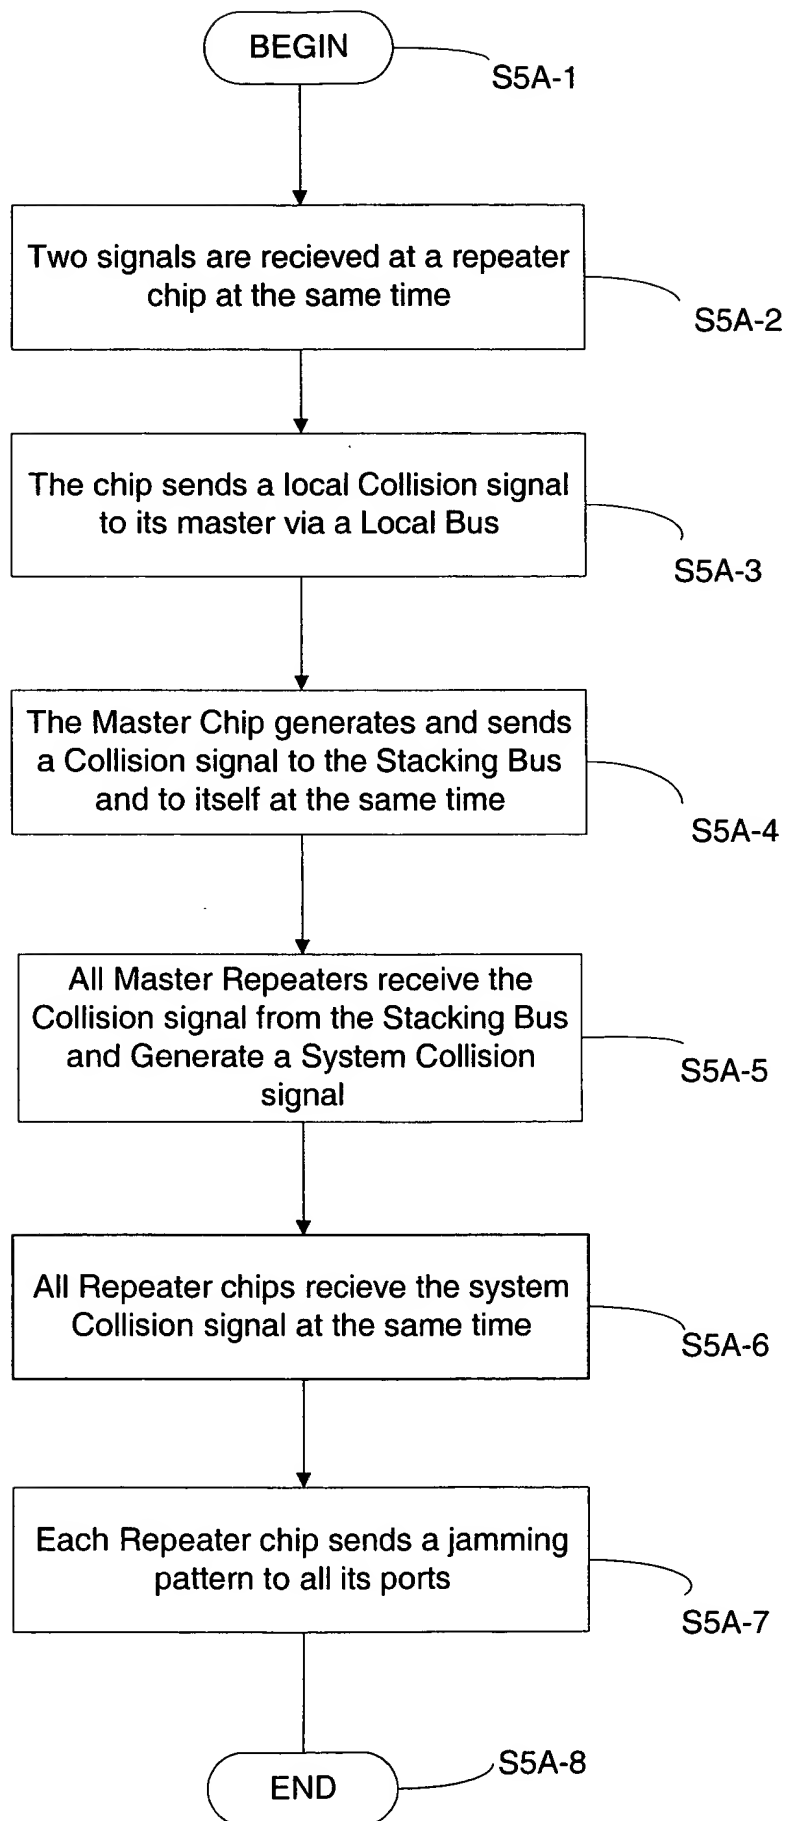 BEGIN
S5A-1
Two signals are recieved at a repeater
chip at the same time
S5A-2
The chip sends a local Collision signal
to its master via a Local Bus
S5A-3
The Master Chip generates and sends
a Collision signal to the Stacking Bus
and to itself at the same time
S5A-4
All Master Repeaters receive the
Collision signal from the Stacking Bus
and Generate a System Collision
signal
S5A-5
All Repeater chips recieve the system
Collision signal at the same time
S5A-6
Each Repeater chip sends a jamming
pattern to all its ports
S5A-7
END
S5A-8